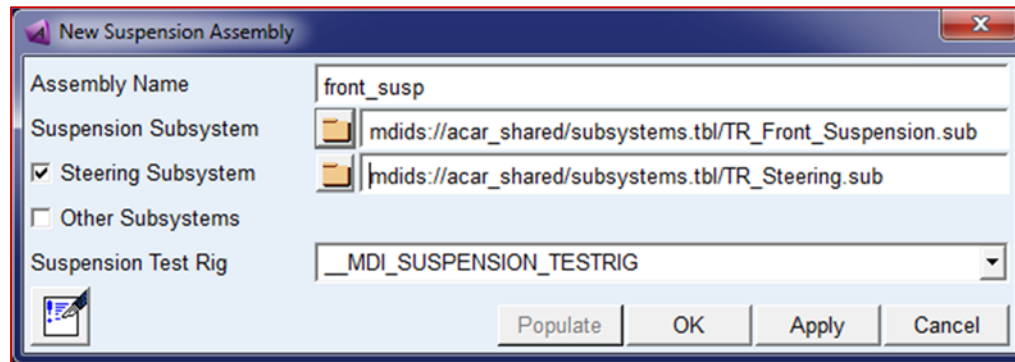 New Suspension Assembly
Assembly Name front_susp
Suspension Subsystem mdids://acar_shared/subsystems.tbl/TR_Front_Suspension.sub
Steering Subsystem mdids://acar_shared/subsystems.tbl/TR_Steering.sub
Other Subsystems
Suspension Test Rig __MDI_SUSPENSION_TESTRIG
Populate OK Apply Cancel